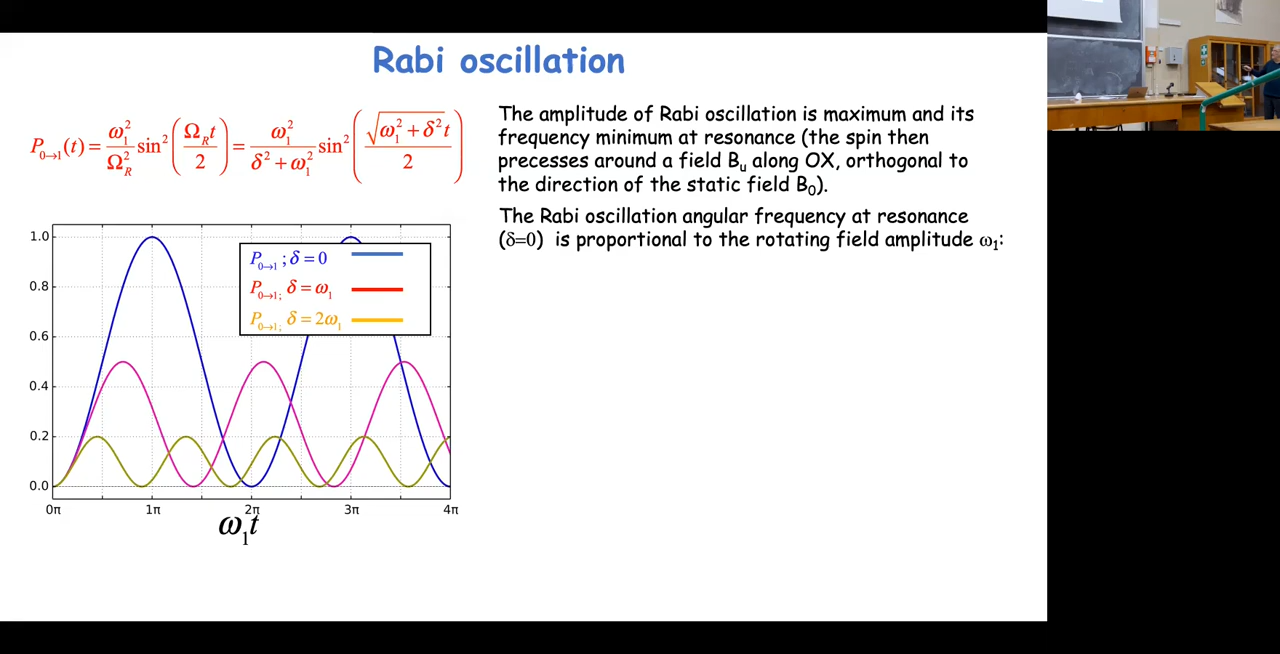 Rabi oscillation
P₀→₁(t) = ω₁²/Ω_R² sin²(Ω_R t/2) = ω₁²/(δ² + ω₁²) sin²(√(ω₁² + δ²) t/2)
The amplitude of Rabi oscillation is maximum and its
frequency minimum at resonance (the spin then
precesses around a field Bᵤ along OX, orthogonal to
the direction of the static field B₀).
The Rabi oscillation angular frequency at resonance
(δ=0) is proportional to the rotating field amplitude ω₁:
P₀→₁ ; δ = 0
P₀→₁; δ = ω₁
P₀→₁; δ = 2ω₁
1.0
0.8
0.6
0.4
0.2
0.0
0π 1π 2π 3π 4π
ω₁t